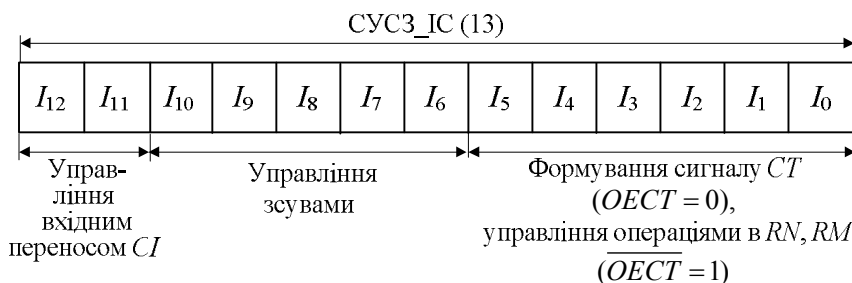 СУСЗ_ІС (13)
I12 I11 I10 I9 I8 I7 I6 I5 I4 I3 I2 I1 I0
Управ-
ління
вхідним
переносом CI
Управління
зсувами
Формування сигналу CT
(OECT = 0),
управління операціями в RN, RM
(O̅E̅C̅T̅ = 1)